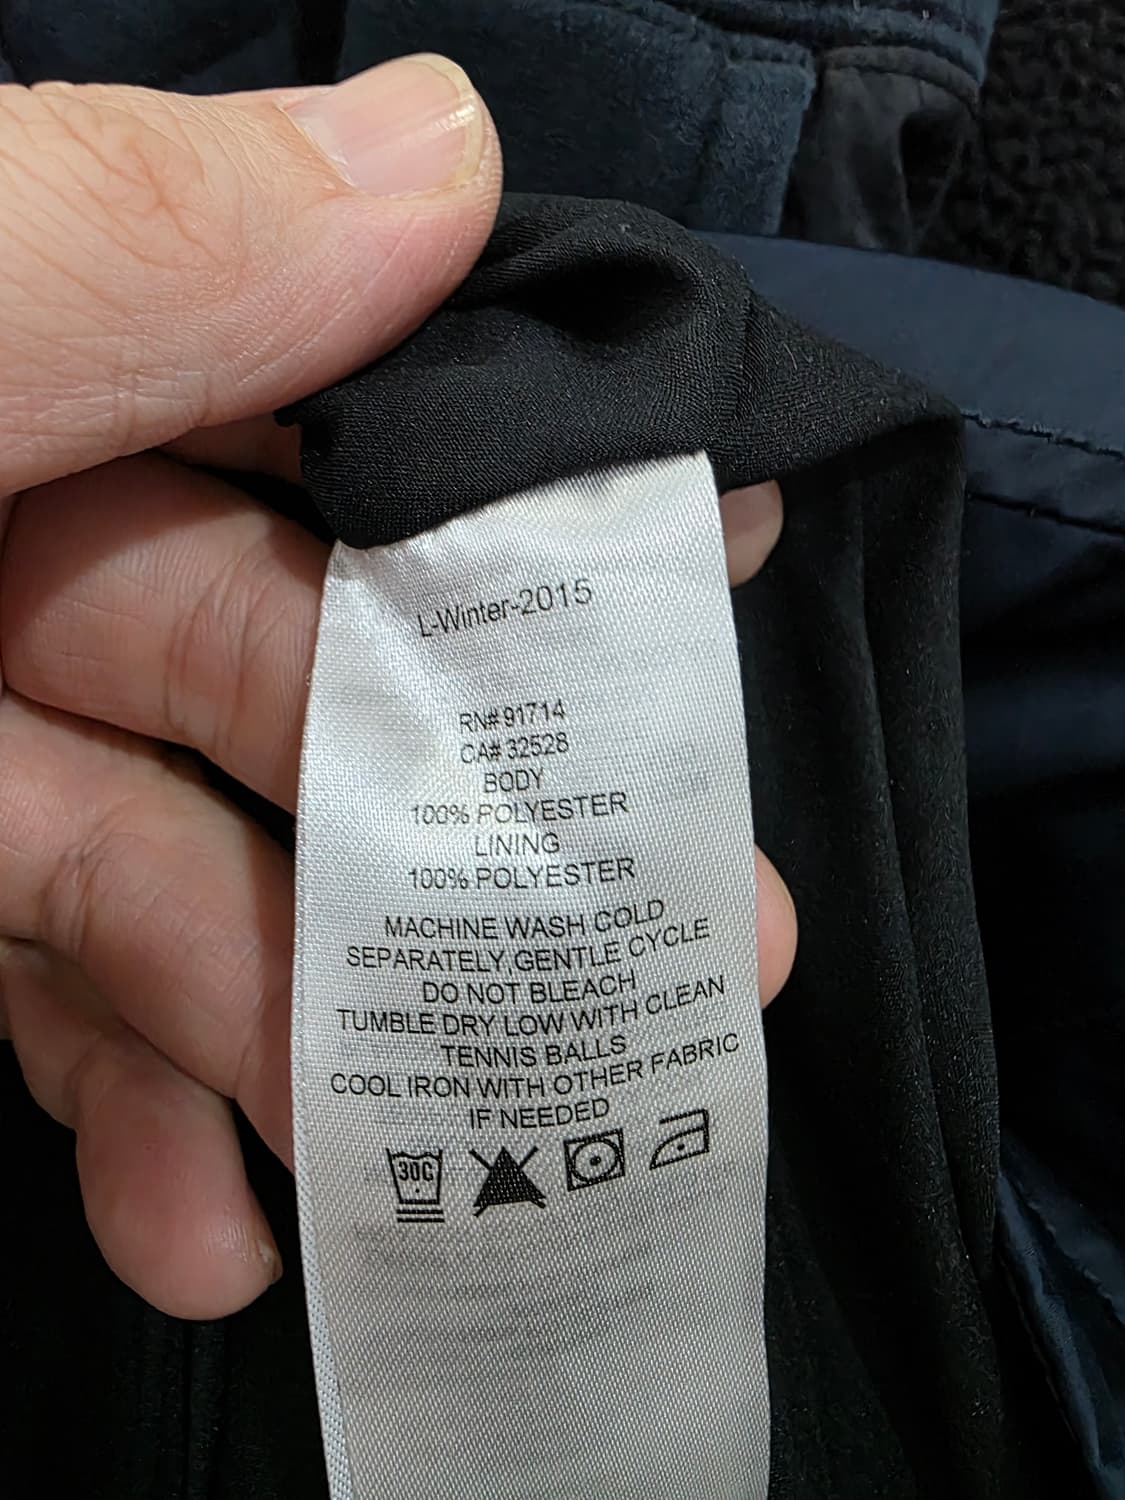 L-Winter-2015
RN# 91714
CA# 32528
BODY
100% POLYESTER
LINING
100% POLYESTER
MACHINE WASH COLD
SEPARATELY,GENTLE CYCLE
DO NOT BLEACH
TUMBLE DRY LOW WITH CLEAN
TENNIS BALLS
COOL IRON WITH OTHER FABRIC
IF NEEDED
30C